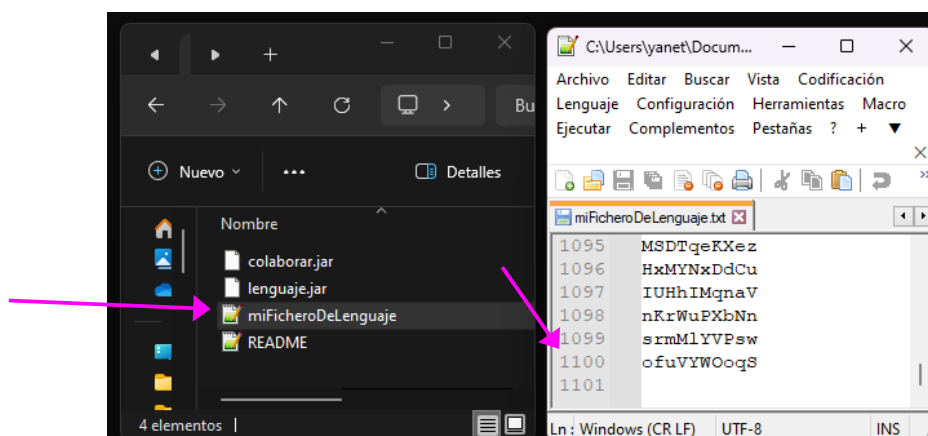 Bu
Nuevo
Detalles
Nombre
colaborar.jar
lenguaje.jar
miFicheroDeLenguaje
README
4 elementos
C:\Users\yanet\Docum...
Archivo Editar Buscar Vista Codificación
Lenguaje Configuración Herramientas Macro
Ejecutar Complementos Pestañas ? +
miFicheroDeLenguaje.txt
1095 MSDTqeKXez
1096 HxMYNxDdCu
1097 IUHhIMqnaV
1098 nKrWuPXbNn
1099 srmMlYVPsw
1100 ofuVYWOoqS
1101
Ln: Windows (CR LF) UTF-8 INS